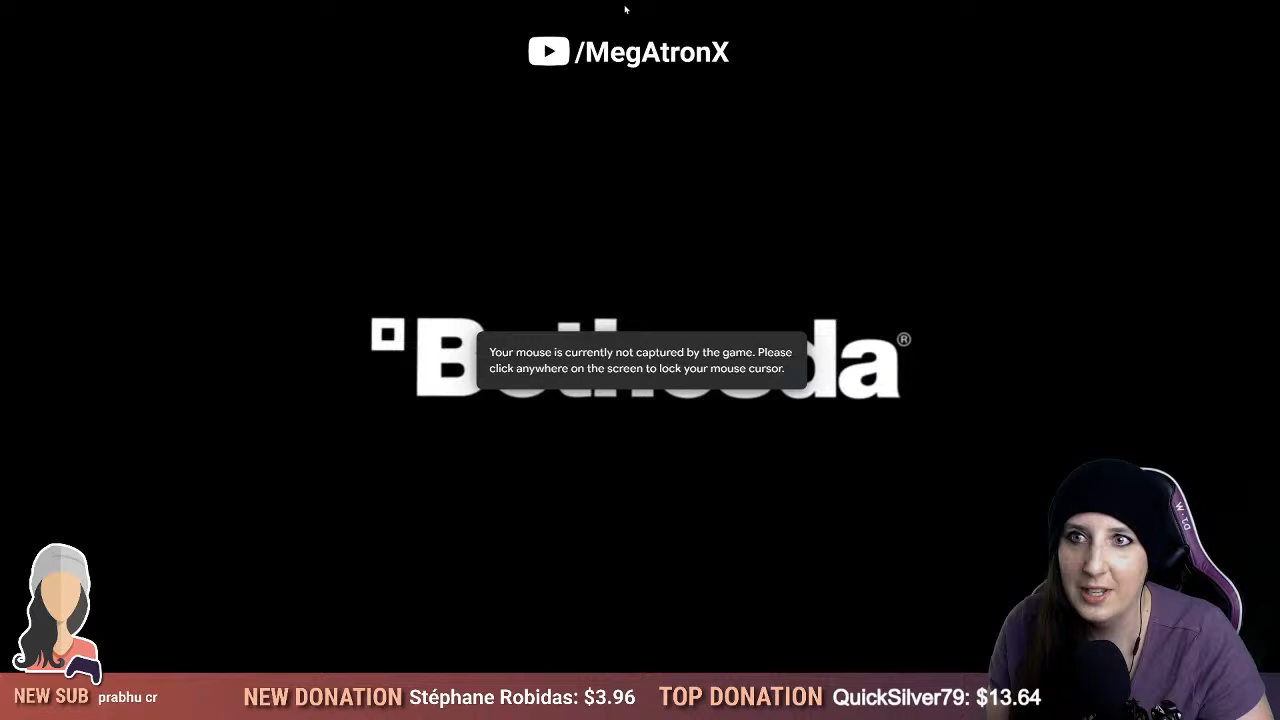 /MegAtronX
Bethesda®
Your mouse is currently not captured by the game. Please
click anywhere on the screen to lock your mouse cursor.
NEW SUB prabhu cr NEW DONATION Stéphane Robidas: $3.96 TOP DONATION QuickSilver79: $13.64